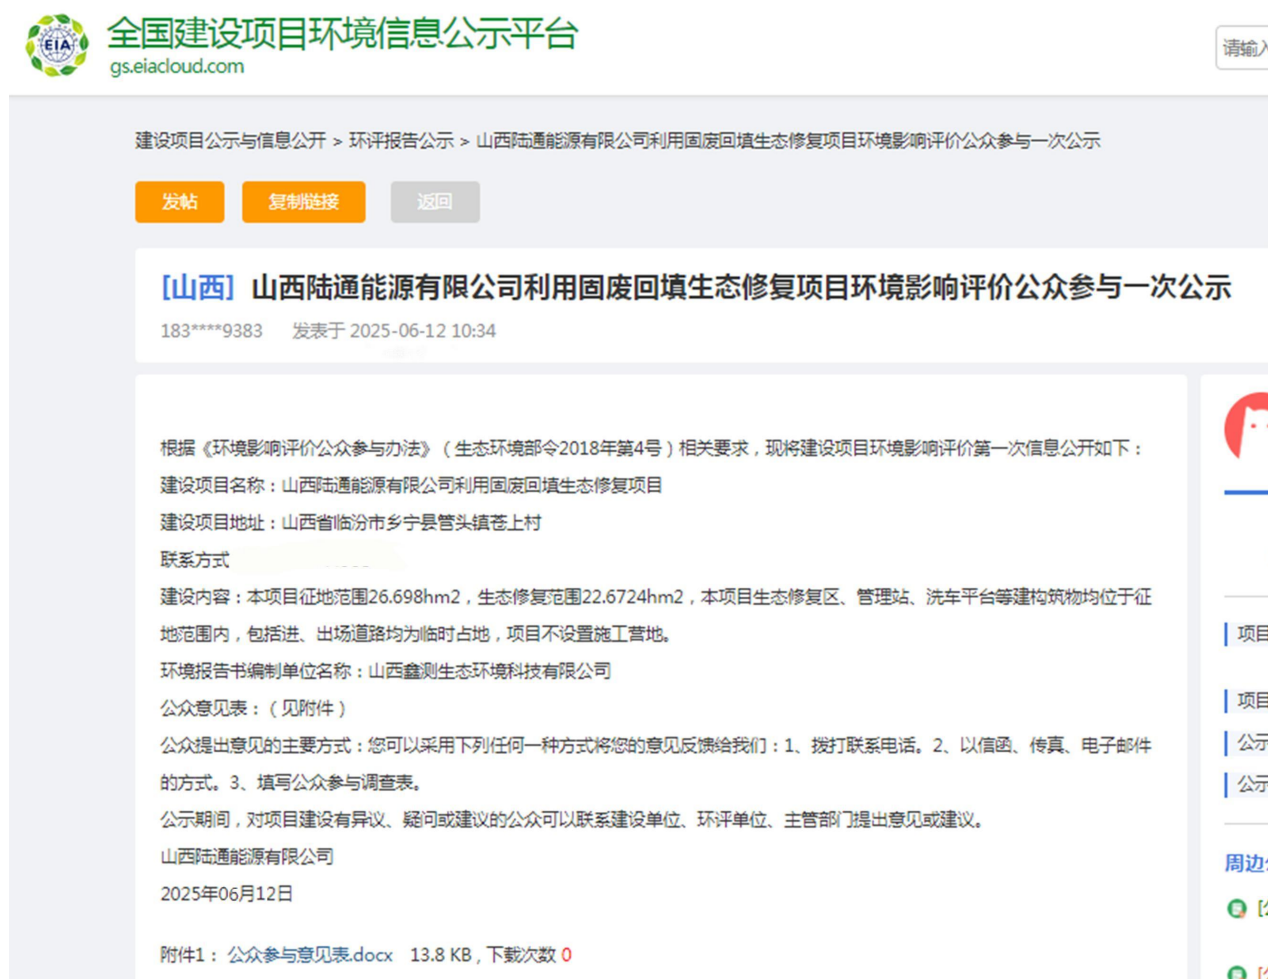 EIA
全国建设项目环境信息公示平台
gs.eiacloud.com
请输入
建设项目公示与信息公开 > 环评报告公示 > 山西陆通能源有限公司利用固废回填生态修复项目环境影响评价公众参与一次公示
发帖 复制链接 返回
[山西] 山西陆通能源有限公司利用固废回填生态修复项目环境影响评价公众参与一次公示
183****9383 发表于 2025-06-12 10:34
根据《环境影响评价公众参与办法》（生态环境部令2018年第4号）相关要求，现将建设项目环境影响评价第一次信息公开如下：
建设项目名称：山西陆通能源有限公司利用固废回填生态修复项目
建设项目地址：山西省临汾市乡宁县管头镇苍上村
联系方式
建设内容：本项目征地范围26.698hm2，生态修复范围22.6724hm2，本项目生态修复区、管理站、洗车平台等建构筑物均位于征
地范围内，包括进、出场道路均为临时占地，项目不设置施工营地。
环境报告书编制单位名称：山西鑫测生态环境科技有限公司
公众意见表：（见附件）
公众提出意见的主要方式：您可以采用下列任何一种方式将您的意见反馈给我们：1、拨打联系电话。2、以信函、传真、电子邮件
的方式。3、填写公众参与调查表。
公示期间，对项目建设有异议、疑问或建议的公众可以联系建设单位、环评单位、主管部门提出意见或建议。
山西陆通能源有限公司
2025年06月12日
附件1： 公众参与意见表.docx 13.8 KB，下载次数 0
项目
项目
公示
公示
周边